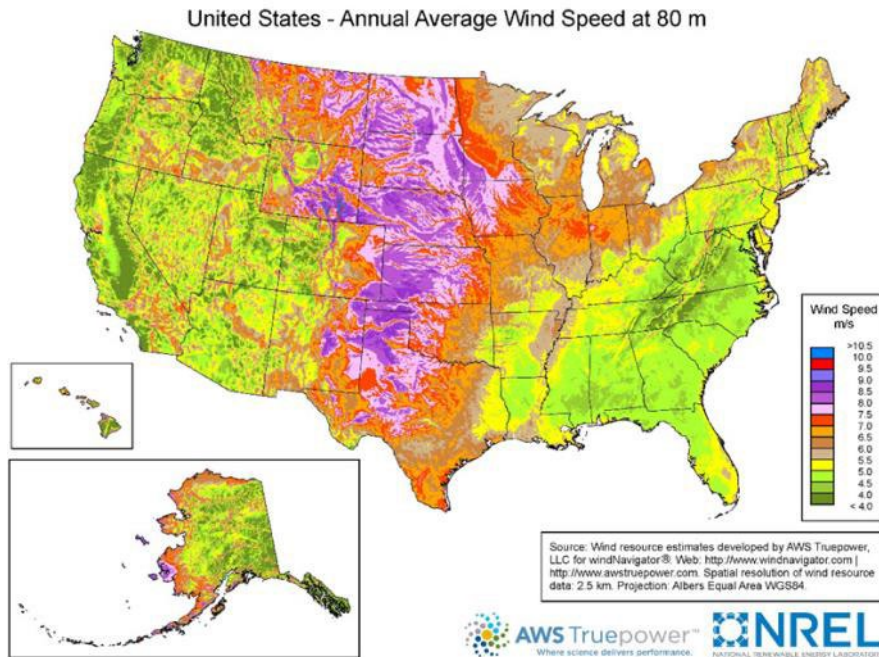 United States - Annual Average Wind Speed at 80 m
Wind Speed
m/s
>10.5
10.0
9.5
9.0
8.5
8.0
7.5
7.0
6.5
6.0
5.5
5.0
4.5
4.0
< 4.0
Source: Wind resource estimates developed by AWS Truepower,
LLC for windNavigator®. Web: http://www.windnavigator.com |
http://www.awstruepower.com. Spatial resolution of wind resource
data: 2.5 km. Projection: Albers Equal Area WGS84.
AWS Truepower™
Where science delivers performance.
NREL
NATIONAL RENEWABLE ENERGY LABORATORY